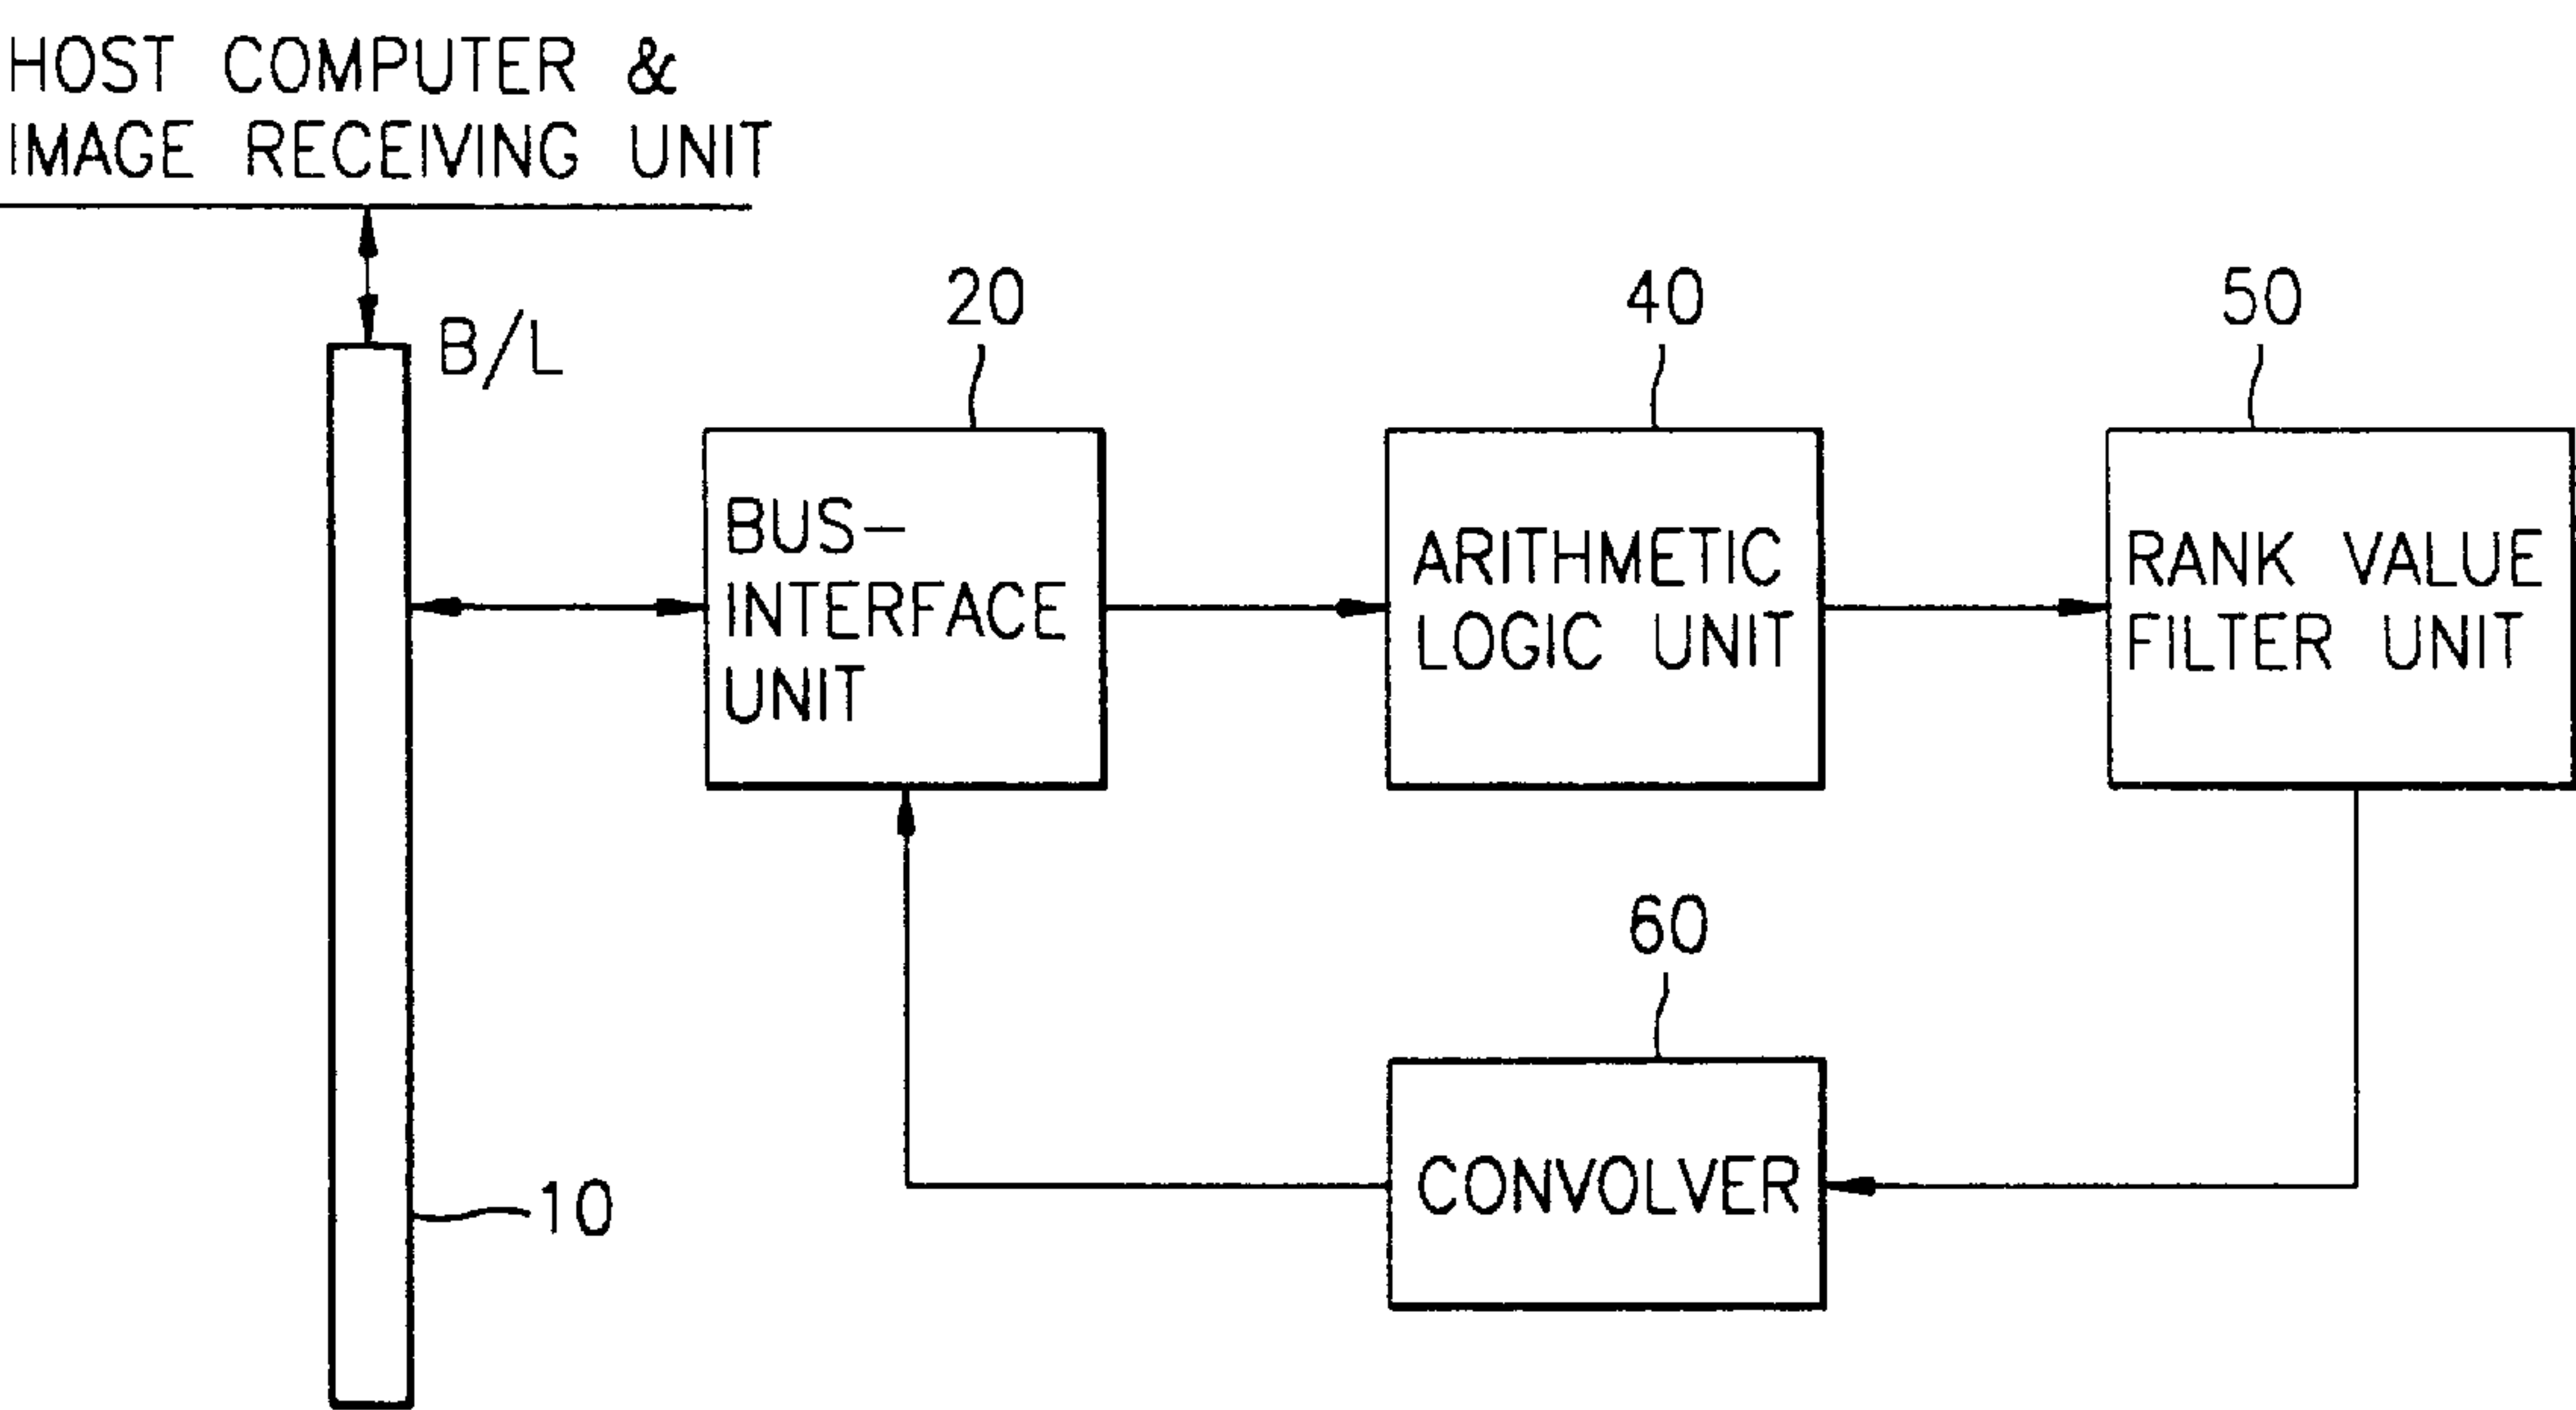 HOST COMPUTER &
IMAGE RECEIVING UNIT
B/L
20
40
50
BUS-
INTERFACE
UNIT
ARITHMETIC
LOGIC UNIT
RANK VALUE
FILTER UNIT
60
CONVOLVER
10